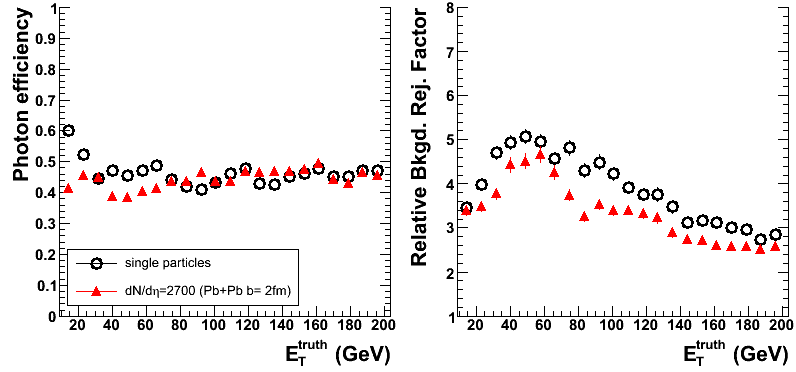 Photon efficiency
1
0.9
0.8
0.7
0.6
0.5
0.4
0.3
0.2
0.1
0
single particles
dN/dη=2700 (Pb+Pb b= 2fm)
20 40 60 80 100 120 140 160 180 200
E_T^truth (GeV)
Relative Bkgd. Rej. Factor
8
7
6
5
4
3
2
1
20 40 60 80 100 120 140 160 180 200
E_T^truth (GeV)